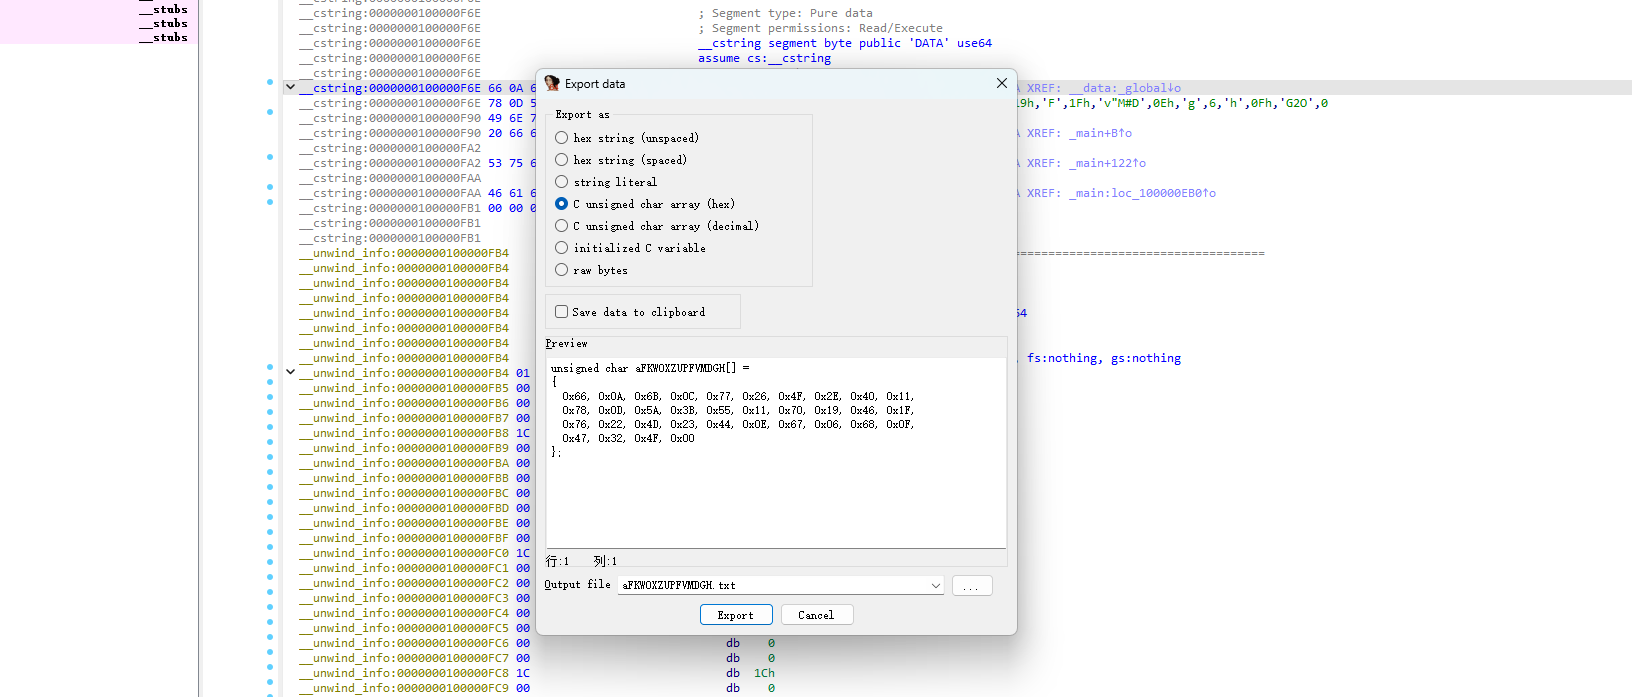 __stubs
__stubs
__stubs
__cstring:0000000100000F6E ; Segment type: Pure data
__cstring:0000000100000F6E ; Segment permissions: Read/Execute
__cstring:0000000100000F6E __cstring segment byte public 'DATA' use64
__cstring:0000000100000F6E assume cs:__cstring
__cstring:0000000100000F6E
__cstring:0000000100000F6E 66 0A XREF: __data:_global↓o
__cstring:0000000100000F6E 78 0D 19h,'F',1Fh,'v"M#D',0Eh,'g',6,'h',0Fh,'G2O',0
__cstring:0000000100000F90 49 6E
__cstring:0000000100000F90 20 66 XREF: _main+B↑o
__cstring:0000000100000FA2
__cstring:0000000100000FA2 53 75 XREF: _main+122↑o
__cstring:0000000100000FAA
__cstring:0000000100000FAA 46 61 XREF: _main:loc_100000EB0↑o
__cstring:0000000100000FB1 00 00
__cstring:0000000100000FB1
__cstring:0000000100000FB1
__unwind_info:0000000100000FB4 ===================================
__unwind_info:0000000100000FB4
__unwind_info:0000000100000FB4
__unwind_info:0000000100000FB4
__unwind_info:0000000100000FB4 64
__unwind_info:0000000100000FB4
__unwind_info:0000000100000FB4
__unwind_info:0000000100000FB4 , fs:nothing, gs:nothing
__unwind_info:0000000100000FB4 01
__unwind_info:0000000100000FB5 00
__unwind_info:0000000100000FB6 00
__unwind_info:0000000100000FB7 00
__unwind_info:0000000100000FB8 1C
__unwind_info:0000000100000FB9 00
__unwind_info:0000000100000FBA 00
__unwind_info:0000000100000FBB 00
__unwind_info:0000000100000FBC 00
__unwind_info:0000000100000FBD 00
__unwind_info:0000000100000FBE 00
__unwind_info:0000000100000FBF 00
__unwind_info:0000000100000FC0 1C
__unwind_info:0000000100000FC1 00
__unwind_info:0000000100000FC2 00
__unwind_info:0000000100000FC3 00
__unwind_info:0000000100000FC4 00
__unwind_info:0000000100000FC5 00
__unwind_info:0000000100000FC6 00 db 0
__unwind_info:0000000100000FC7 00 db 0
__unwind_info:0000000100000FC8 1C db 1Ch
__unwind_info:0000000100000FC9 00 db 0
Export data
Export as
hex string (unspaced)
hex string (spaced)
string literal
C unsigned char array (hex)
C unsigned char array (decimal)
initialized C variable
raw bytes
Save data to clipboard
Preview
unsigned char aFKWOXZUPFVMDGH[] =
{
0x66, 0x0A, 0x6B, 0x0C, 0x77, 0x26, 0x4F, 0x2E, 0x40, 0x11,
0x78, 0x0D, 0x5A, 0x3B, 0x55, 0x11, 0x70, 0x19, 0x46, 0x1F,
0x76, 0x22, 0x4D, 0x23, 0x44, 0x0E, 0x67, 0x06, 0x68, 0x0F,
0x47, 0x32, 0x4F, 0x00
};
行:1 列:1
Output file aFKWOXZUPFVMDGH.txt ...
Export Cancel